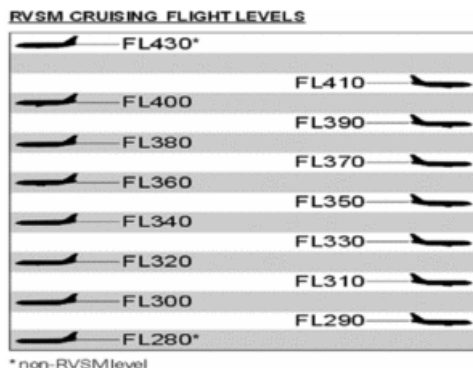 RVSM CRUISING FLIGHT LEVELS
FL430*
FL410
FL400
FL390
FL380
FL370
FL360
FL350
FL340
FL330
FL320
FL310
FL300
FL290
FL280*
* non-RVSM level